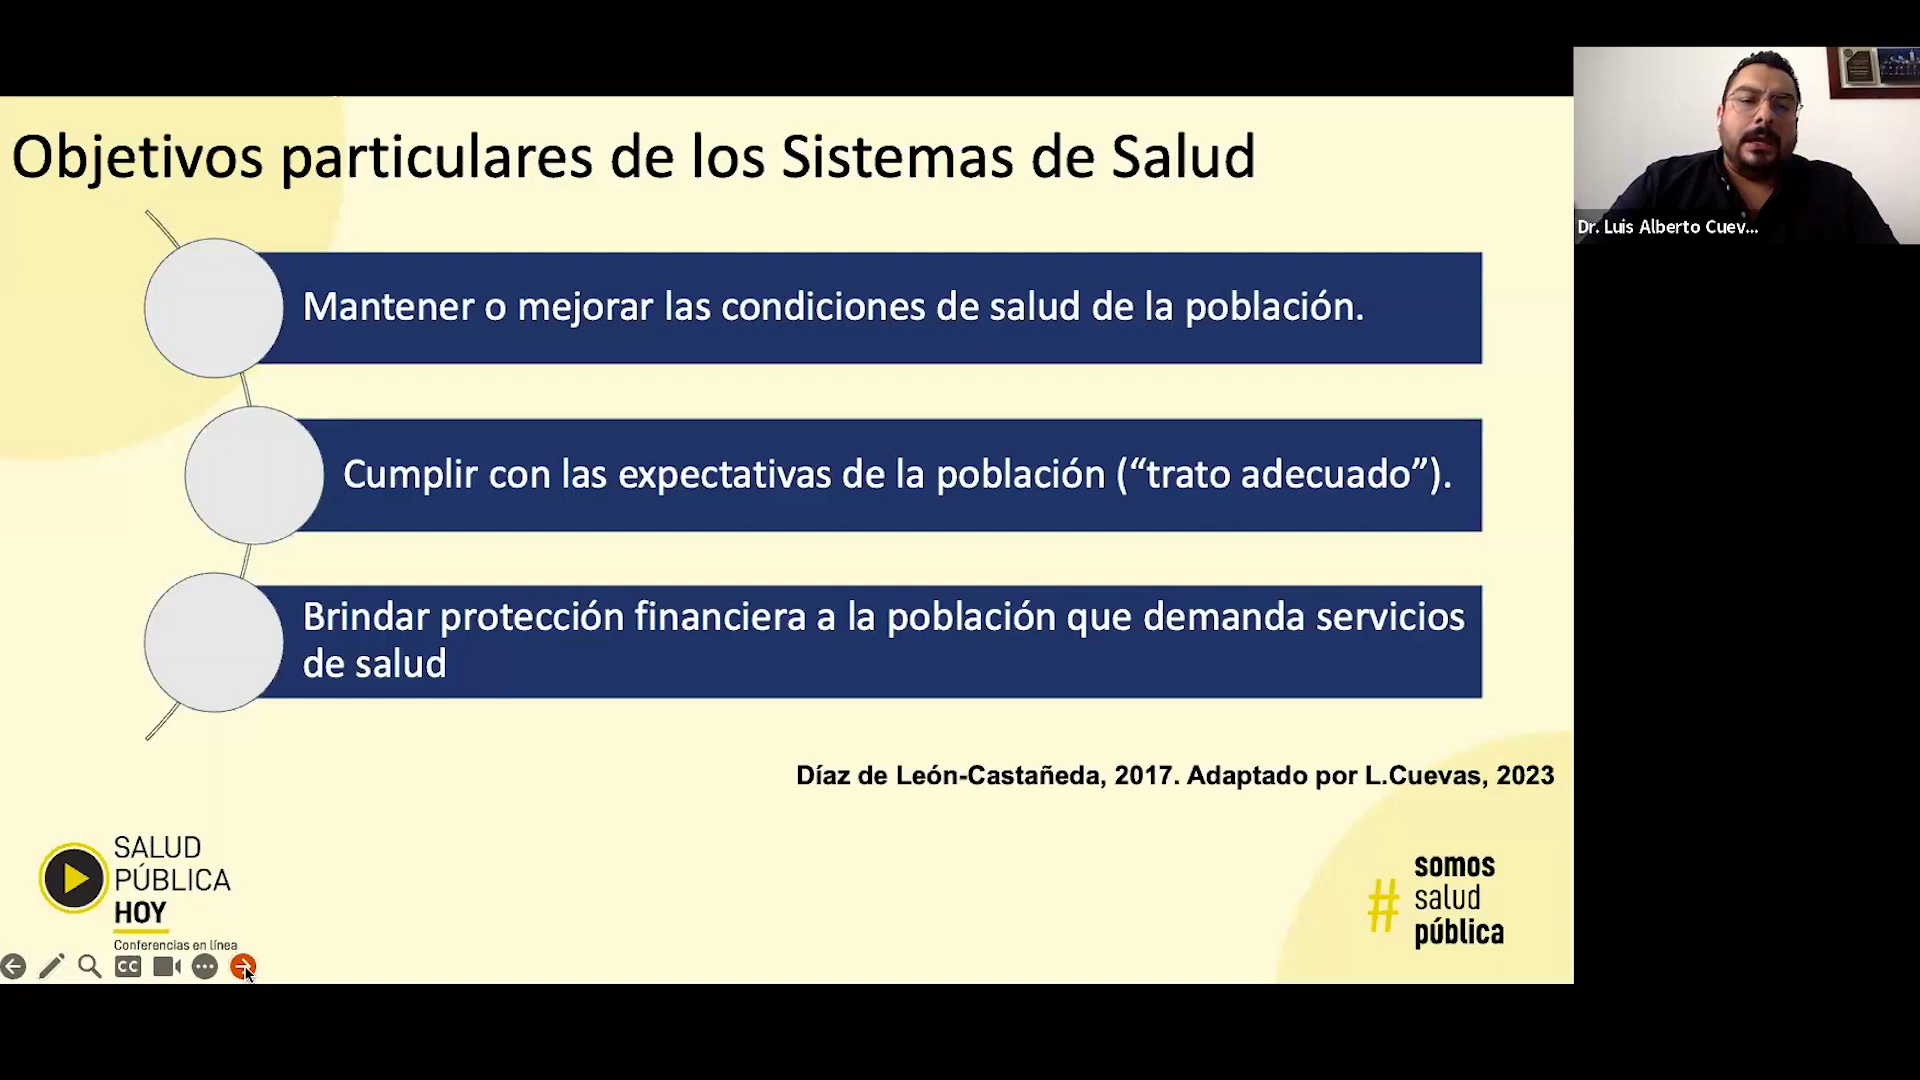 Objetivos particulares de los Sistemas de Salud
Mantener o mejorar las condiciones de salud de la población.
Cumplir con las expectativas de la población (“trato adecuado”).
Brindar protección financiera a la población que demanda servicios
de salud
Díaz de León-Castañeda, 2017. Adaptado por L.Cuevas, 2023
SALUD
PÚBLICA
HOY
Conferencias en línea
#
somos
salud
pública
CC
Dr. Luis Alberto Cuev...